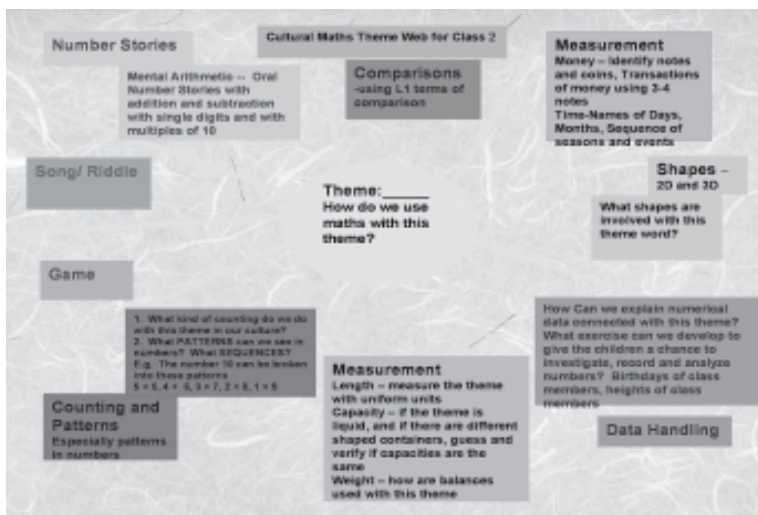 Cultural Maths Theme Web for Class 2
Number Stories
Mental Arithmetic -- Oral
Number Stories with
addition and subtraction
with single digits and with
multiples of 10
Comparisons
-using L1 terms of
comparison
Measurement
Money – Identify notes
and coins, Transactions
of money using 3-4
notes
Time-Names of Days,
Months, Sequence of
seasons and events
Song/ Riddle
Shapes –
2D and 3D
What shapes are
involved with this
theme word?
Theme:_____
How do we use
maths with this
theme?
Game
1. What kind of counting do we do
with this theme in our culture?
2. What PATTERNS can we see in
numbers? What SEQUENCES?
E.g. The number 10 can be broken
into these patterns
5 + 5, 4 + 6, 3 + 7, 2 + 8, 1 + 9
Counting and
Patterns
Especially patterns
in numbers
Measurement
Length – measure the theme
with uniform units
Capacity – if the theme is
liquid, and if there are different
shaped containers, guess and
verify if capacities are the
same
Weight – how are balances
used with this theme
How Can we explain numerical
data connected with this theme?
What exercise can we develop to
give the children a chance to
investigate, record and analyze
numbers? Birthdays of class
members, heights of class
members
Data Handling